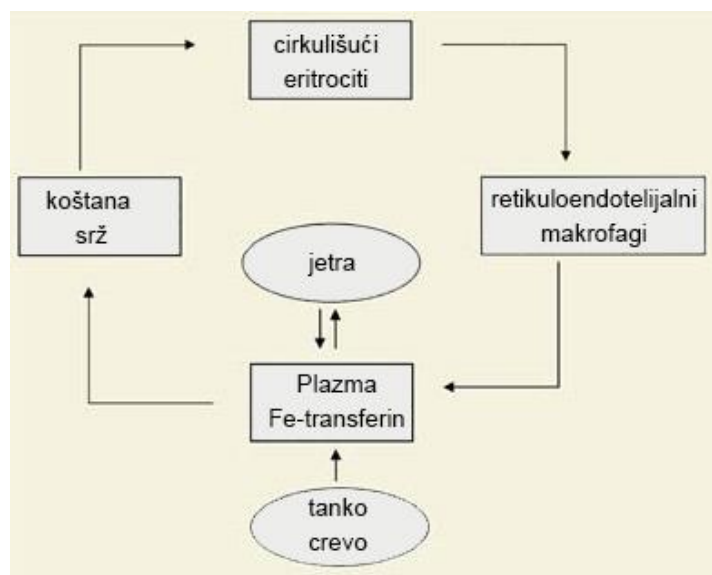 cirkulišući
eritrociti
koštana
srž
retikuloendotelijalni
makrofagi
jetra
Plazma
Fe-transferin
tanko
crevo